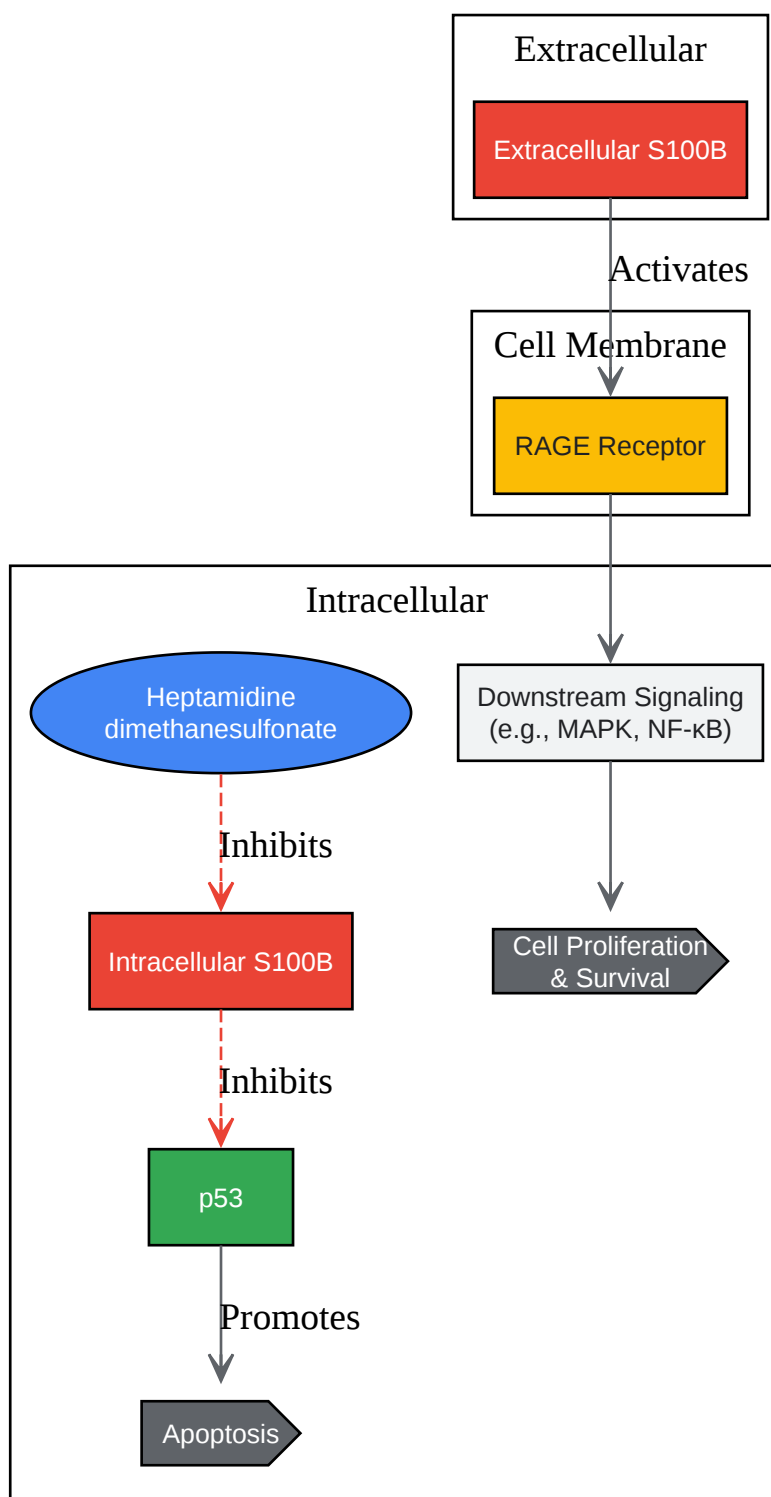 Extracellular
Extracellular S100B
Activates
Cell Membrane
RAGE Receptor
Intracellular
Heptamidine
dimethanesulfonate
Downstream Signaling
(e.g., MAPK, NF-κB)
Inhibits
Intracellular S100B
Cell Proliferation
& Survival
Inhibits
p53
Promotes
Apoptosis